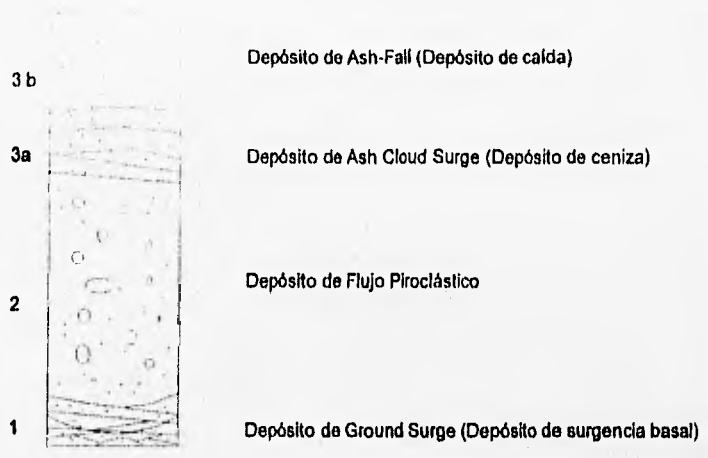 Depósito de Ash-Fall (Depósito de caída)
3 b
3a Depósito de Ash Cloud Surge (Depósito de ceniza)
Depósito de Flujo Piroclástico
2
1 Depósito de Ground Surge (Depósito de surgencia basal)